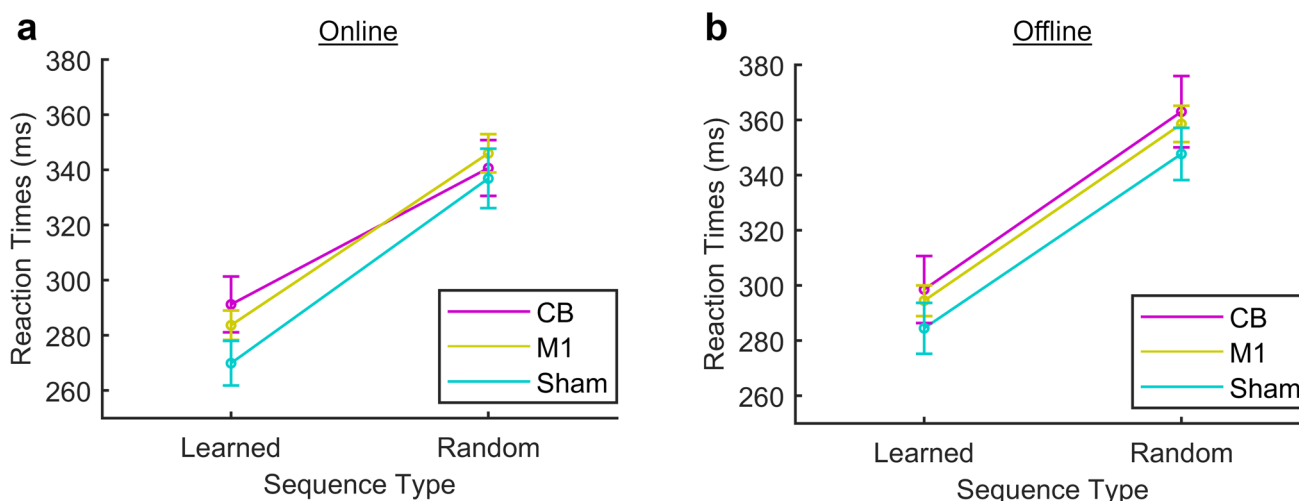 a
Online
380
360
340
320
300
280
260
Reaction Times (ms)
Learned
Random
Sequence Type
CB
M1
Sham
b
Offline
380
360
340
320
300
280
260
Reaction Times (ms)
Learned
Random
Sequence Type
CB
M1
Sham